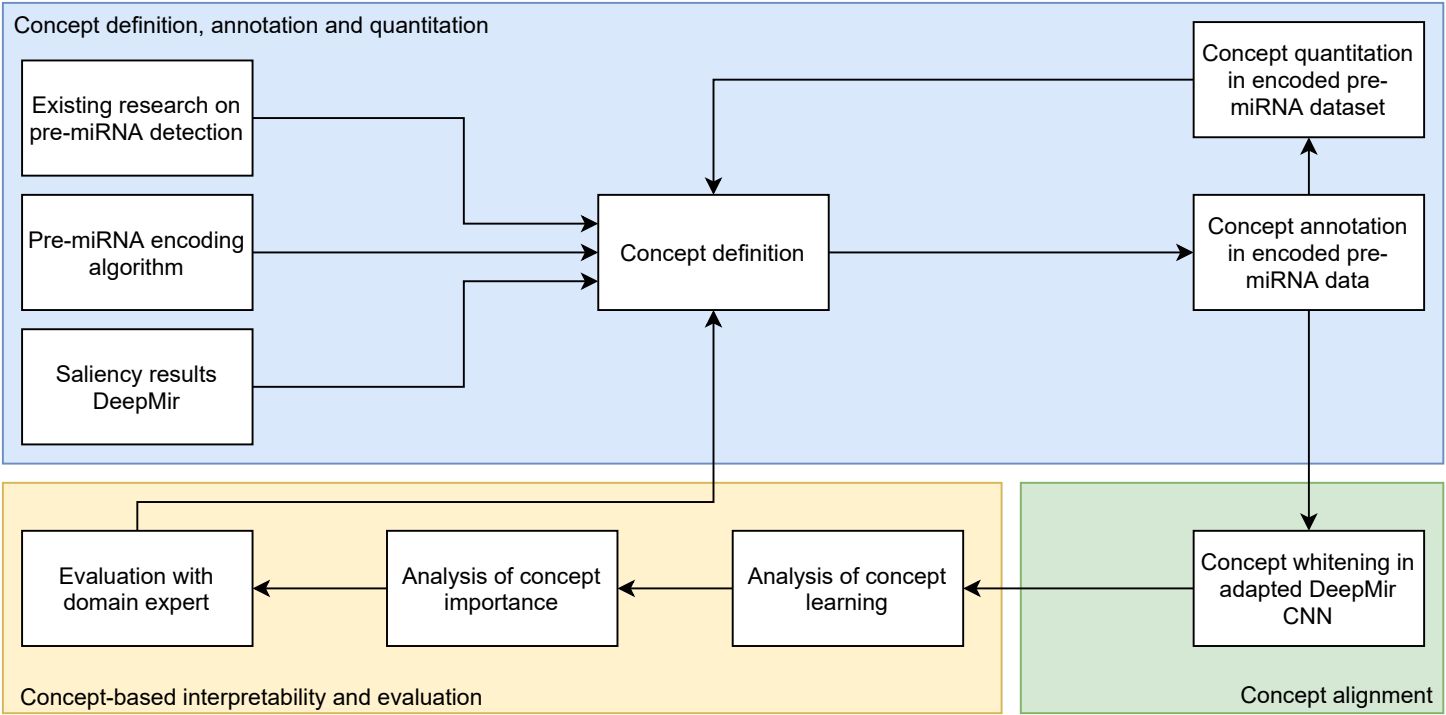 Concept definition, annotation and quantitation
Existing research on
pre-miRNA detection
Pre-miRNA encoding
algorithm
Saliency results
DeepMir
Concept definition
Concept quantitation
in encoded pre-
miRNA dataset
Concept annotation
in encoded pre-
miRNA data
Evaluation with
domain expert
Analysis of concept
importance
Analysis of concept
learning
Concept whitening in
adapted DeepMir
CNN
Concept-based interpretability and evaluation
Concept alignment